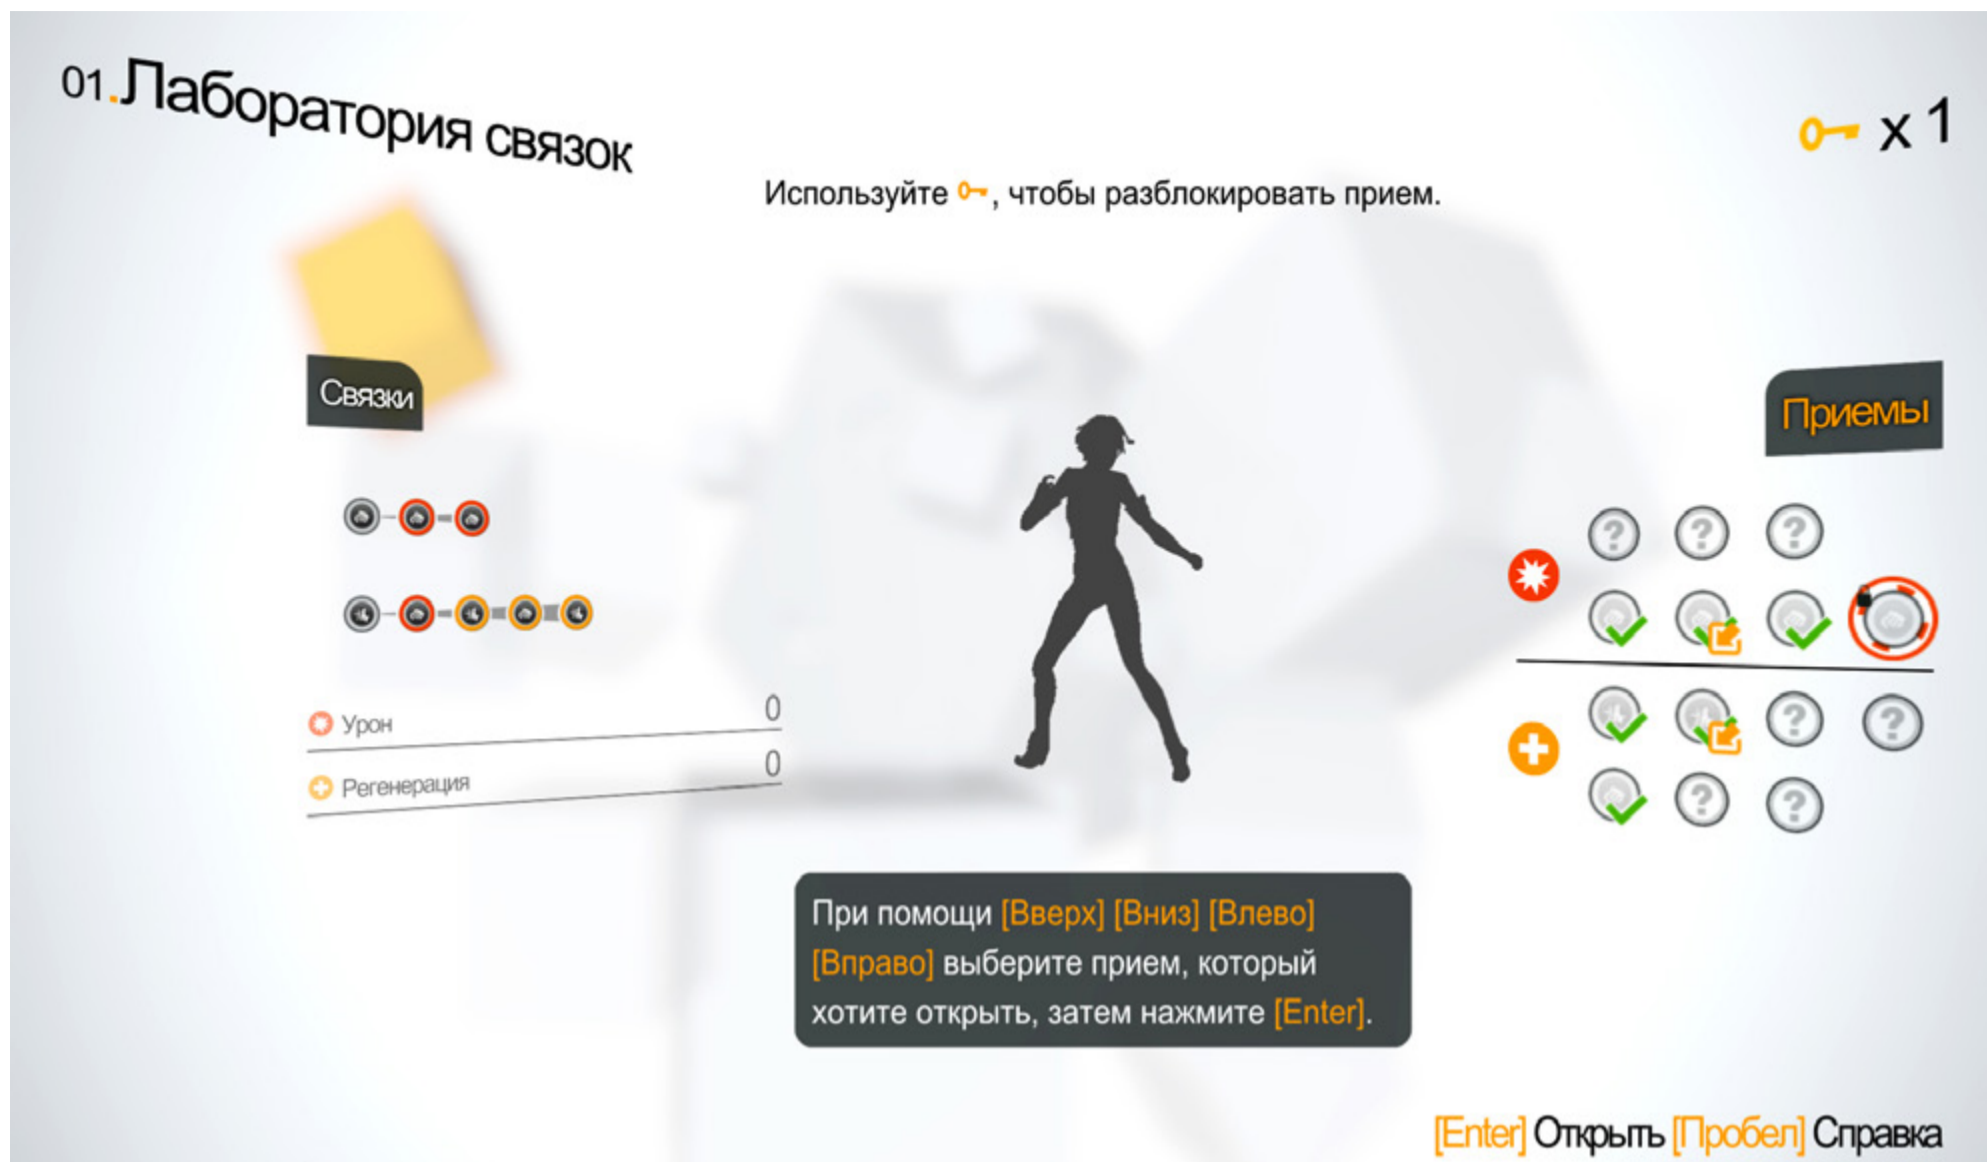 01.Лаборатория связок
x 1
Используйте , чтобы разблокировать прием.
Связки
Приемы
? ? ?
Урон 0
Регенерация 0
? ?
? ?
При помощи [Вверх] [Вниз] [Влево]
[Вправо] выберите прием, который
хотите открыть, затем нажмите [Enter].
[Enter] Открыть [Пробел] Справка